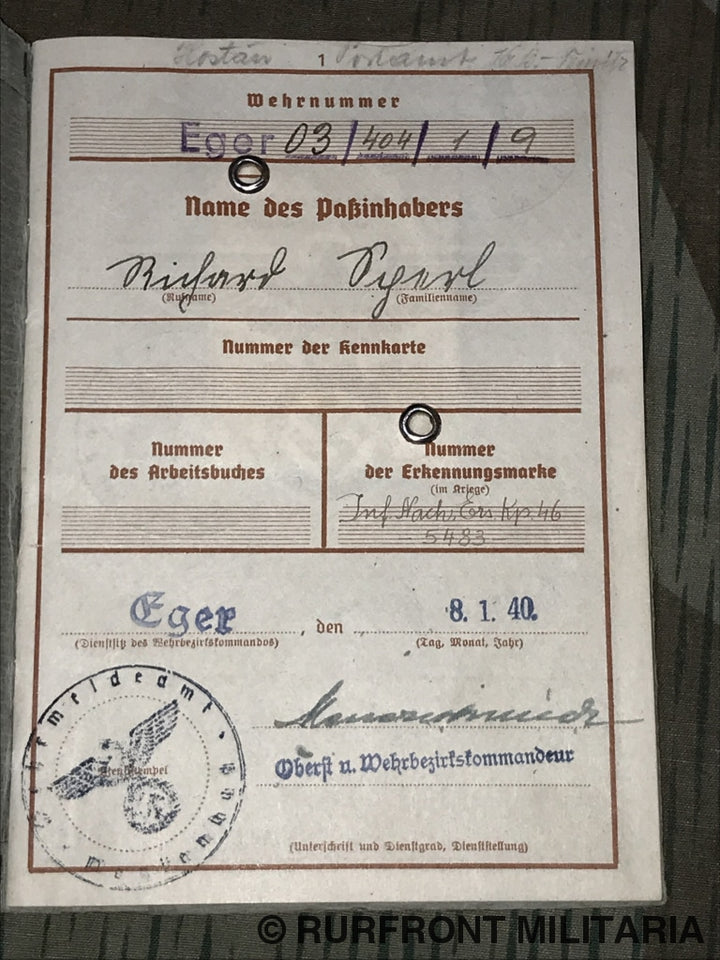 1
Wehrnummer
Eger 03/404/1/9
Name des Paßinhabers
Richard Sperl
(Rufname) (Familienname)
Nummer der Kennkarte
Nummer
des Arbeitsbuches
Nummer
der Erkennungsmarke
(im Kriege)
Inf. Nach. Ers. Kp. 46
5483
Eger, den 8. 1. 40.
(Dienstsitz des Wehrbezirkskommandos) (Tag, Monat, Jahr)
Oberst u. Wehrbezirkskommandeur
Dienststempel
(Unterschrift und Dienstgrad, Dienststellung)
© RURFRONT MILITARIA